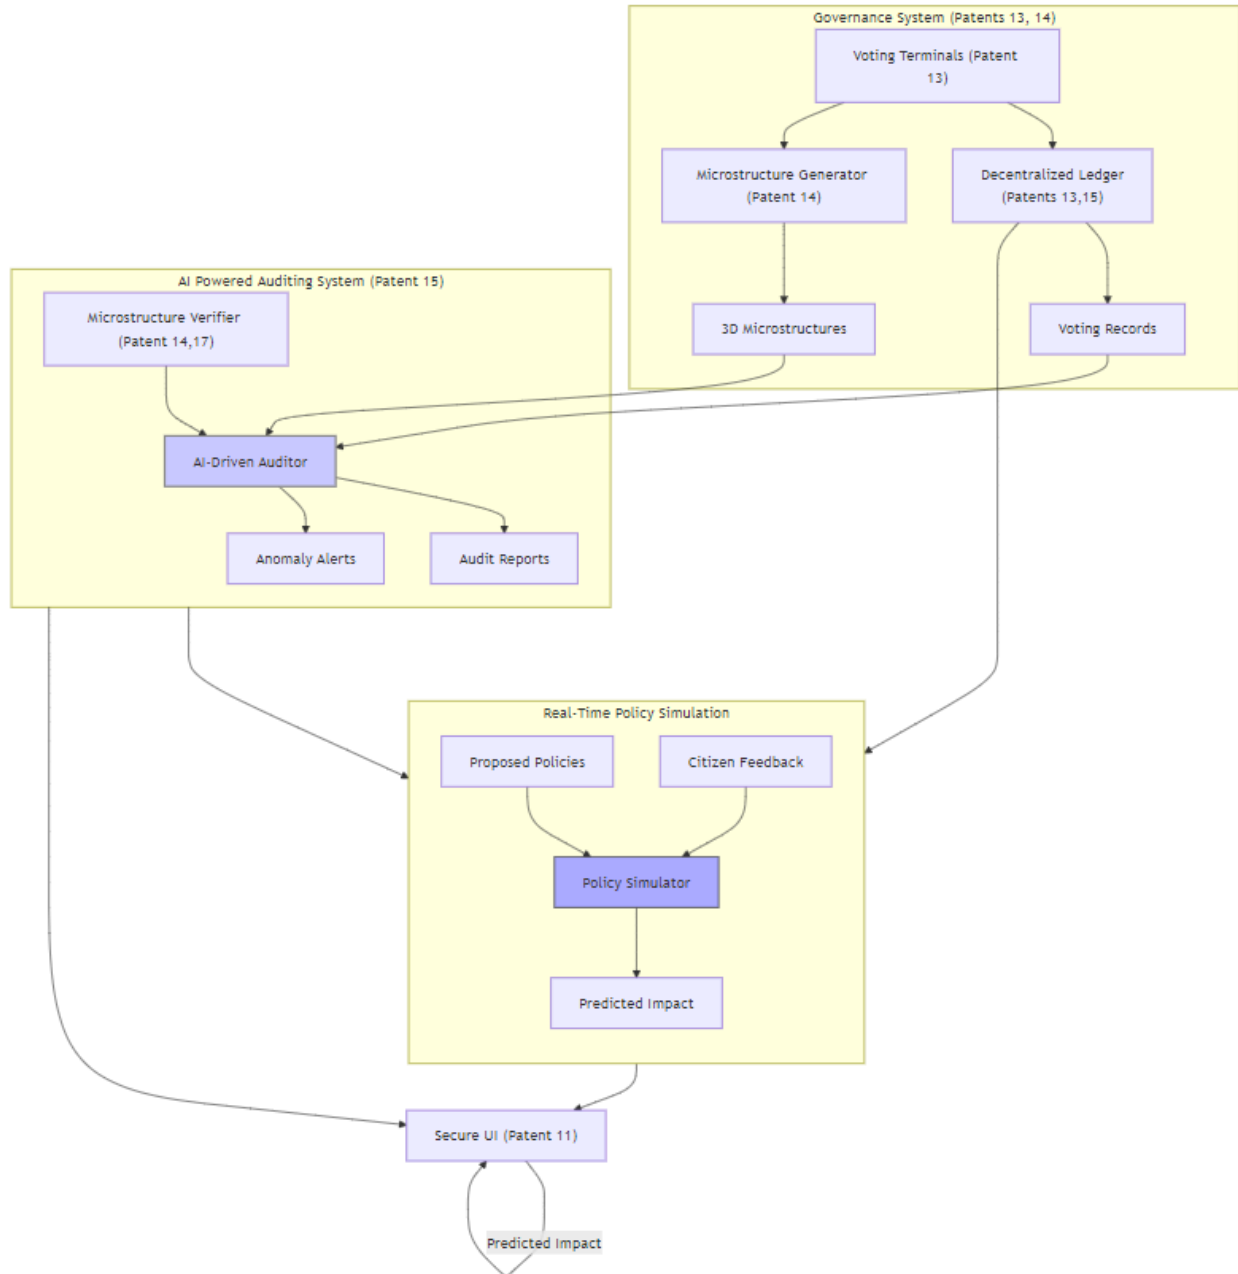 Governance System (Patents 13, 14)
Voting Terminals (Patent
13)
Microstructure Generator
(Patent 14)
Decentralized Ledger
(Patents 13,15)
3D Microstructures
Voting Records
AI Powered Auditing System (Patent 15)
Microstructure Verifier
(Patent 14,17)
AI-Driven Auditor
Anomaly Alerts
Audit Reports
Real-Time Policy Simulation
Proposed Policies
Citizen Feedback
Policy Simulator
Predicted Impact
Secure UI (Patent 11)
Predicted Impact